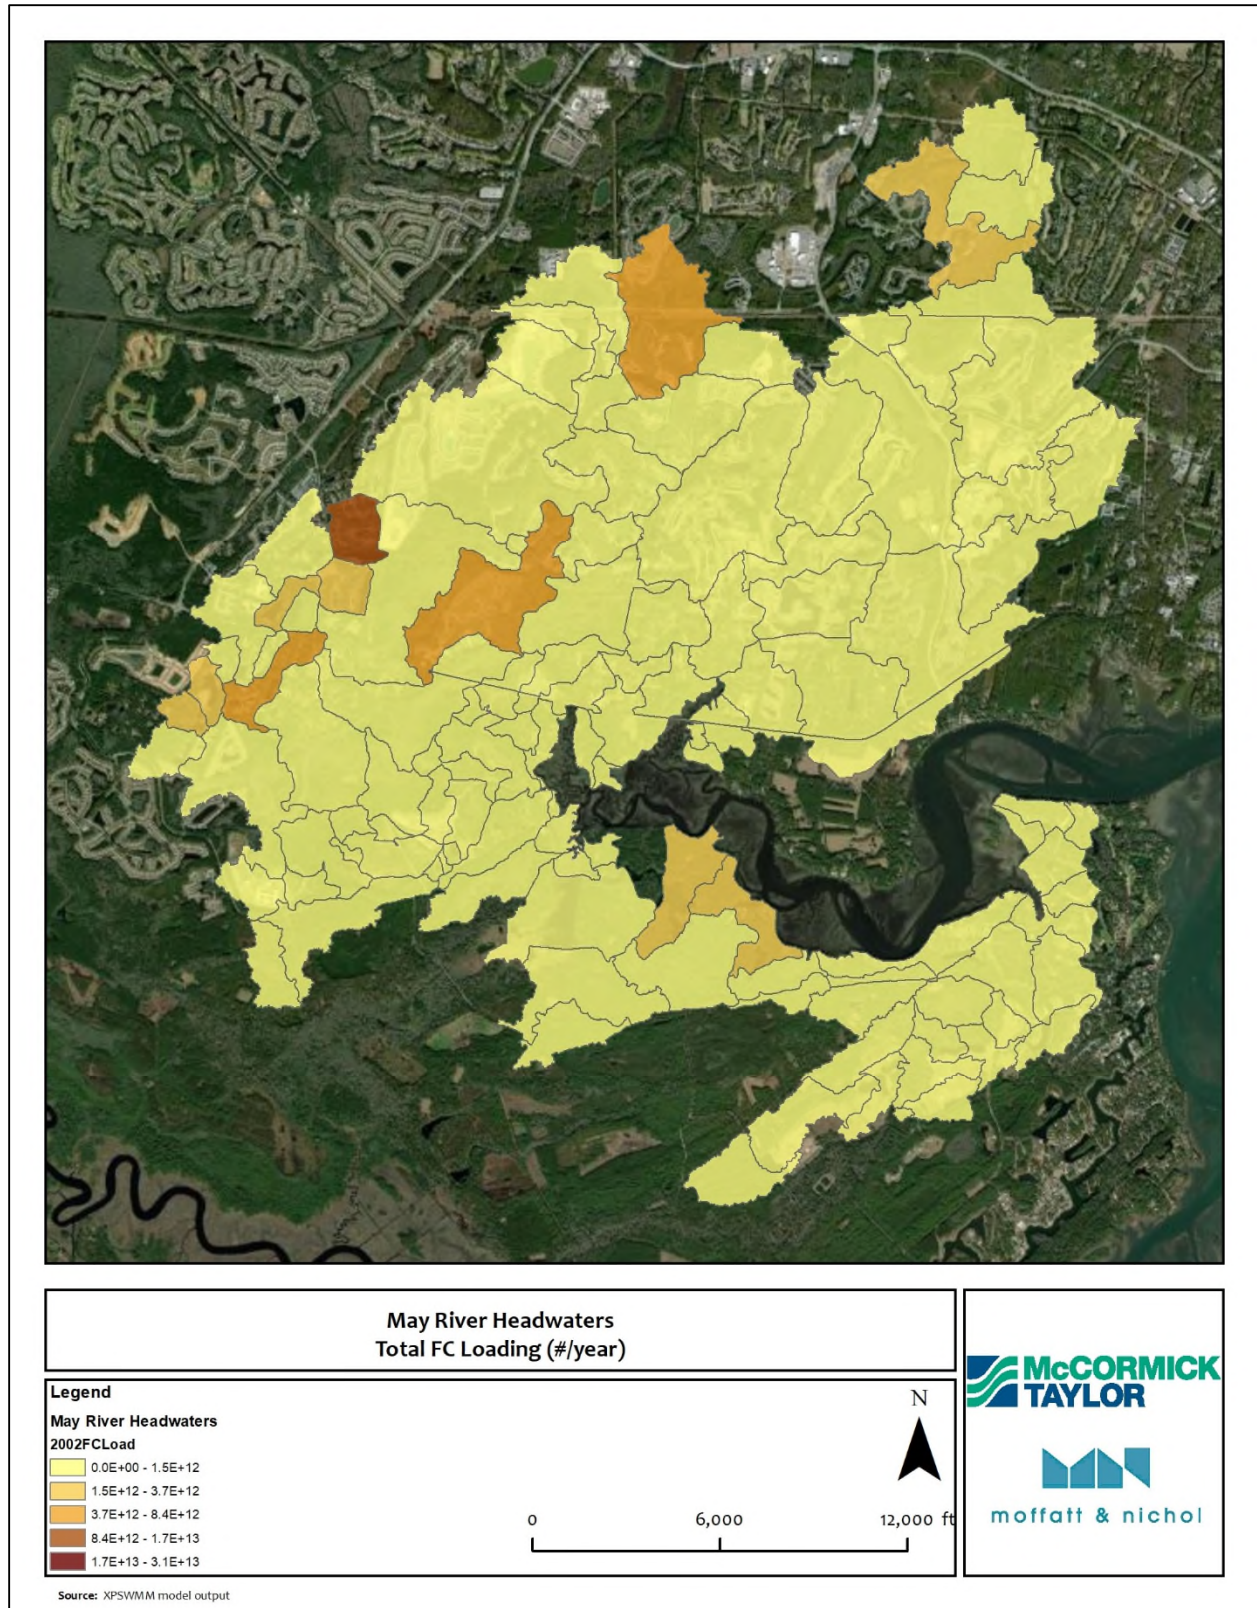 May River Headwaters
Total FC Loading (#/year)
Legend
May River Headwaters
2002FCLoad
0.0E+00 - 1.5E+12
1.5E+12 - 3.7E+12
3.7E+12 - 8.4E+12
8.4E+12 - 1.7E+13
1.7E+13 - 3.1E+13
N
0 6,000 12,000 ft
McCORMICK
TAYLOR
moffatt & nichol
Source: XPSWMM model output